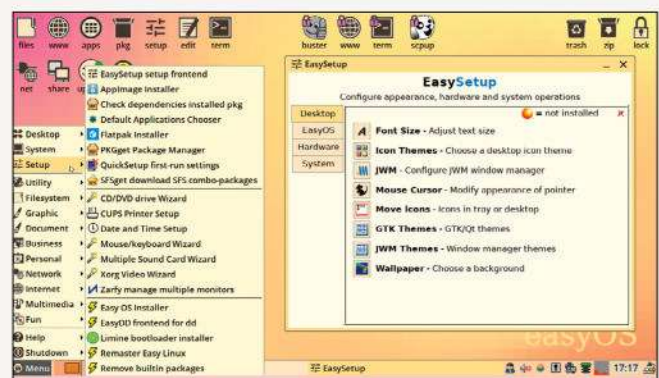 files www apps pkg setup edit term
buster www term scpup
trash zip lock
net share
EasySetup setup frontend
AppImage Installer
Check dependencies installed pkg
Default Applications Chooser
Flatpak Installer
PKGget Package Manager
QuickSetup first-run settings
SFSget download SFS combo-packages
CD/DVD drive Wizard
CUPS Printer Setup
Date and Time Setup
Mouse/keyboard Wizard
Multiple Sound Card Wizard
Xorg Video Wizard
Zarfy manage multiple monitors
Easy OS Installer
EasyDD frontend for dd
Limine bootloader installer
Remaster Easy Linux
Remove builtin packages
Desktop
System
Setup
Utility
Filesystem
Graphic
Document
Business
Personal
Network
Internet
Multimedia
Fun
Help
Shutdown
Menu
EasySetup
EasySetup
Configure appearance, hardware and system operations
Desktop
EasyOS
Hardware
System
= not installed
Font Size - Adjust text size
Icon Themes - Choose a desktop icon theme
JWM - Configure JWM window manager
Mouse Cursor - Modify appearance of pointer
Move Icons - Icons in tray or desktop
GTK Themes - GTK/Qt themes
JWM Themes - Window manager themes
Wallpaper - Choose a background
easyOS
EasySetup
17:17